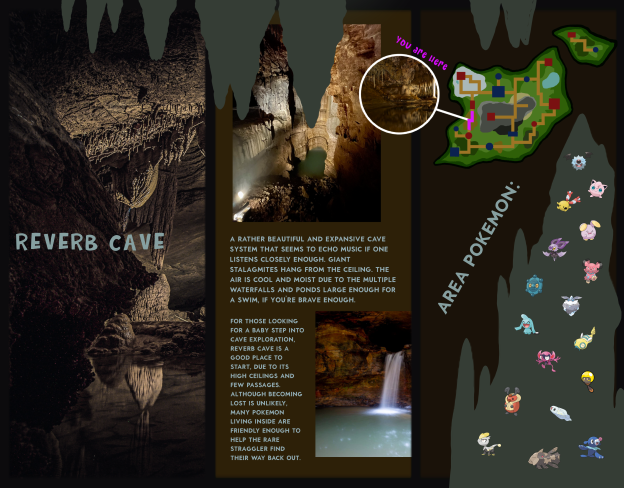 REVERB CAVE
A RATHER BEAUTIFUL AND EXPANSIVE CAVE
SYSTEM THAT SEEMS TO ECHO MUSIC IF ONE
LISTENS CLOSELY ENOUGH. GIANT
STALAGMITES HANG FROM THE CEILING. THE
AIR IS COOL AND MOIST DUE TO THE MULTIPLE
WATERFALLS AND PONDS LARGE ENOUGH FOR
A SWIM, IF YOU'RE BRAVE ENOUGH.
FOR THOSE LOOKING
FOR A BABY STEP INTO
CAVE EXPLORATION,
REVERB CAVE IS A
GOOD PLACE TO
START, DUE TO ITS
HIGH CEILINGS AND
FEW PASSAGES.
ALTHOUGH BECOMING
LOST IS UNLIKELY,
MANY POKEMON
LIVING INSIDE ARE
FRIENDLY ENOUGH TO
HELP THE RARE
STRAGGLER FIND
THEIR WAY BACK OUT.
You are Here
AREA POKEMON: